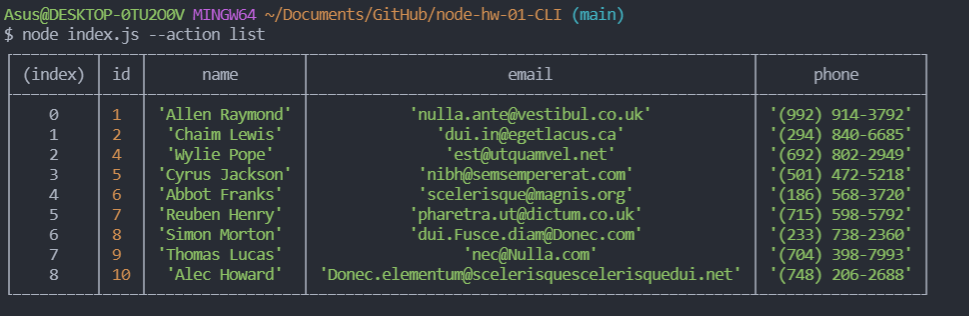 Asus@DESKTOP-0TU2O0V MINGW64 ~/Documents/GitHub/node-hw-01-CLI (main)
$ node index.js --action list
(index) id name email phone
0 1 'Allen Raymond' 'nulla.ante@vestibul.co.uk' '(992) 914-3792'
1 2 'Chaim Lewis' 'dui.in@egetlacus.ca' '(294) 840-6685'
2 4 'Wylie Pope' 'est@utquamvel.net' '(692) 802-2949'
3 5 'Cyrus Jackson' 'nibh@semsempererat.com' '(501) 472-5218'
4 6 'Abbot Franks' 'scelerisque@magnis.org' '(186) 568-3720'
5 7 'Reuben Henry' 'pharetra.ut@dictum.co.uk' '(715) 598-5792'
6 8 'Simon Morton' 'dui.Fusce.diam@Donec.com' '(233) 738-2360'
7 9 'Thomas Lucas' 'nec@Nulla.com' '(704) 398-7993'
8 10 'Alec Howard' 'Donec.elementum@scelerisquescelerisquedui.net' '(748) 206-2688'